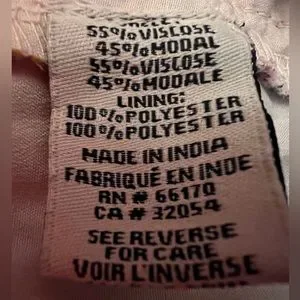 SHELL:
55%VISCOSE
45%MODAL
55%VISCOSE
45%MODALE
LINING:
100%POLYESTER
100%POLYESTER
MADE IN INDIA
FABRIQUÉ EN INDE
RN # 66170
CA # 32054
SEE REVERSE
FOR CARE
VOIR L'INVERSE